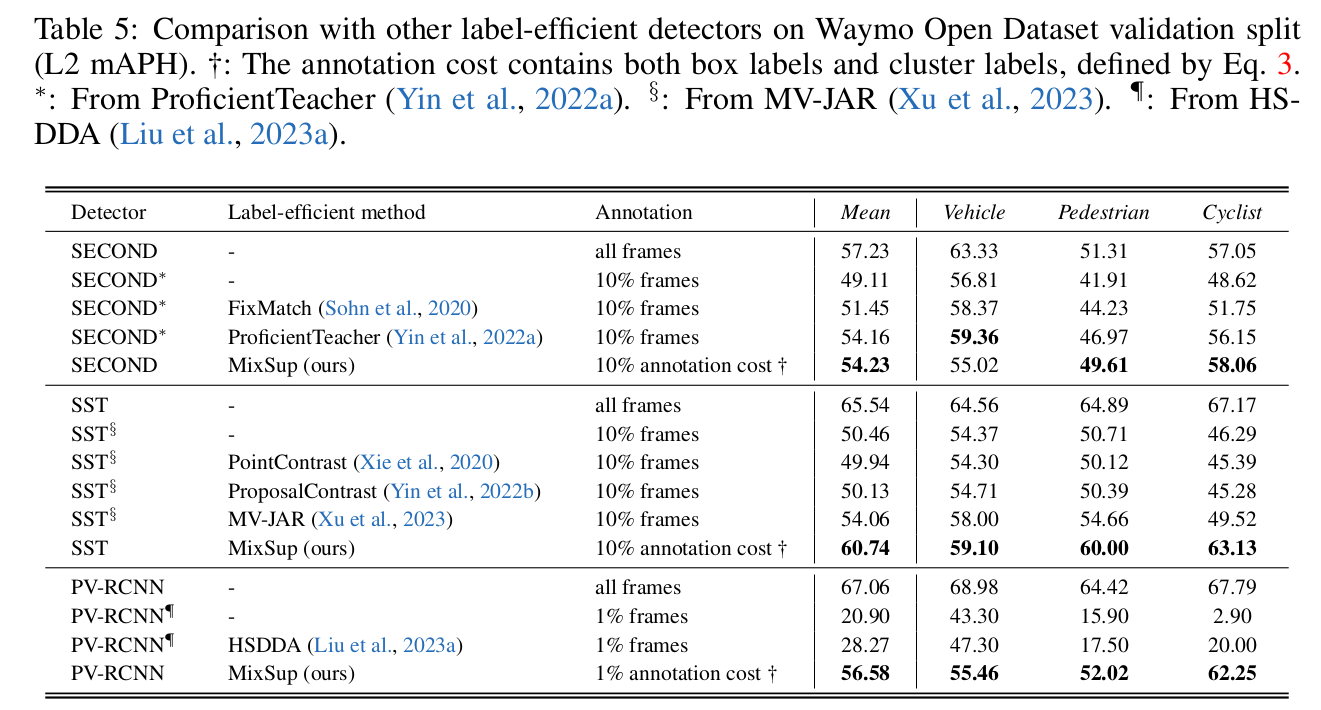 Table 5: Comparison with other label-efficient detectors on Waymo Open Dataset validation split
(L2 mAPH). †: The annotation cost contains both box labels and cluster labels, defined by Eq. 3.
*: From ProficientTeacher (Yin et al., 2022a). §: From MV-JAR (Xu et al., 2023). ¶: From HS-
DDA (Liu et al., 2023a).
Detector Label-efficient method Annotation Mean Vehicle Pedestrian Cyclist
SECOND - all frames 57.23 63.33 51.31 57.05
SECOND* - 10% frames 49.11 56.81 41.91 48.62
SECOND* FixMatch (Sohn et al., 2020) 10% frames 51.45 58.37 44.23 51.75
SECOND* ProficientTeacher (Yin et al., 2022a) 10% frames 54.16 59.36 46.97 56.15
SECOND MixSup (ours) 10% annotation cost † 54.23 55.02 49.61 58.06
SST - all frames 65.54 64.56 64.89 67.17
SST§ - 10% frames 50.46 54.37 50.71 46.29
SST§ PointContrast (Xie et al., 2020) 10% frames 49.94 54.30 50.12 45.39
SST§ ProposalContrast (Yin et al., 2022b) 10% frames 50.13 54.71 50.39 45.28
SST§ MV-JAR (Xu et al., 2023) 10% frames 54.06 58.00 54.66 49.52
SST MixSup (ours) 10% annotation cost † 60.74 59.10 60.00 63.13
PV-RCNN - all frames 67.06 68.98 64.42 67.79
PV-RCNN¶ - 1% frames 20.90 43.30 15.90 2.90
PV-RCNN¶ HSDDA (Liu et al., 2023a) 1% frames 28.27 47.30 17.50 20.00
PV-RCNN MixSup (ours) 1% annotation cost † 56.58 55.46 52.02 62.25